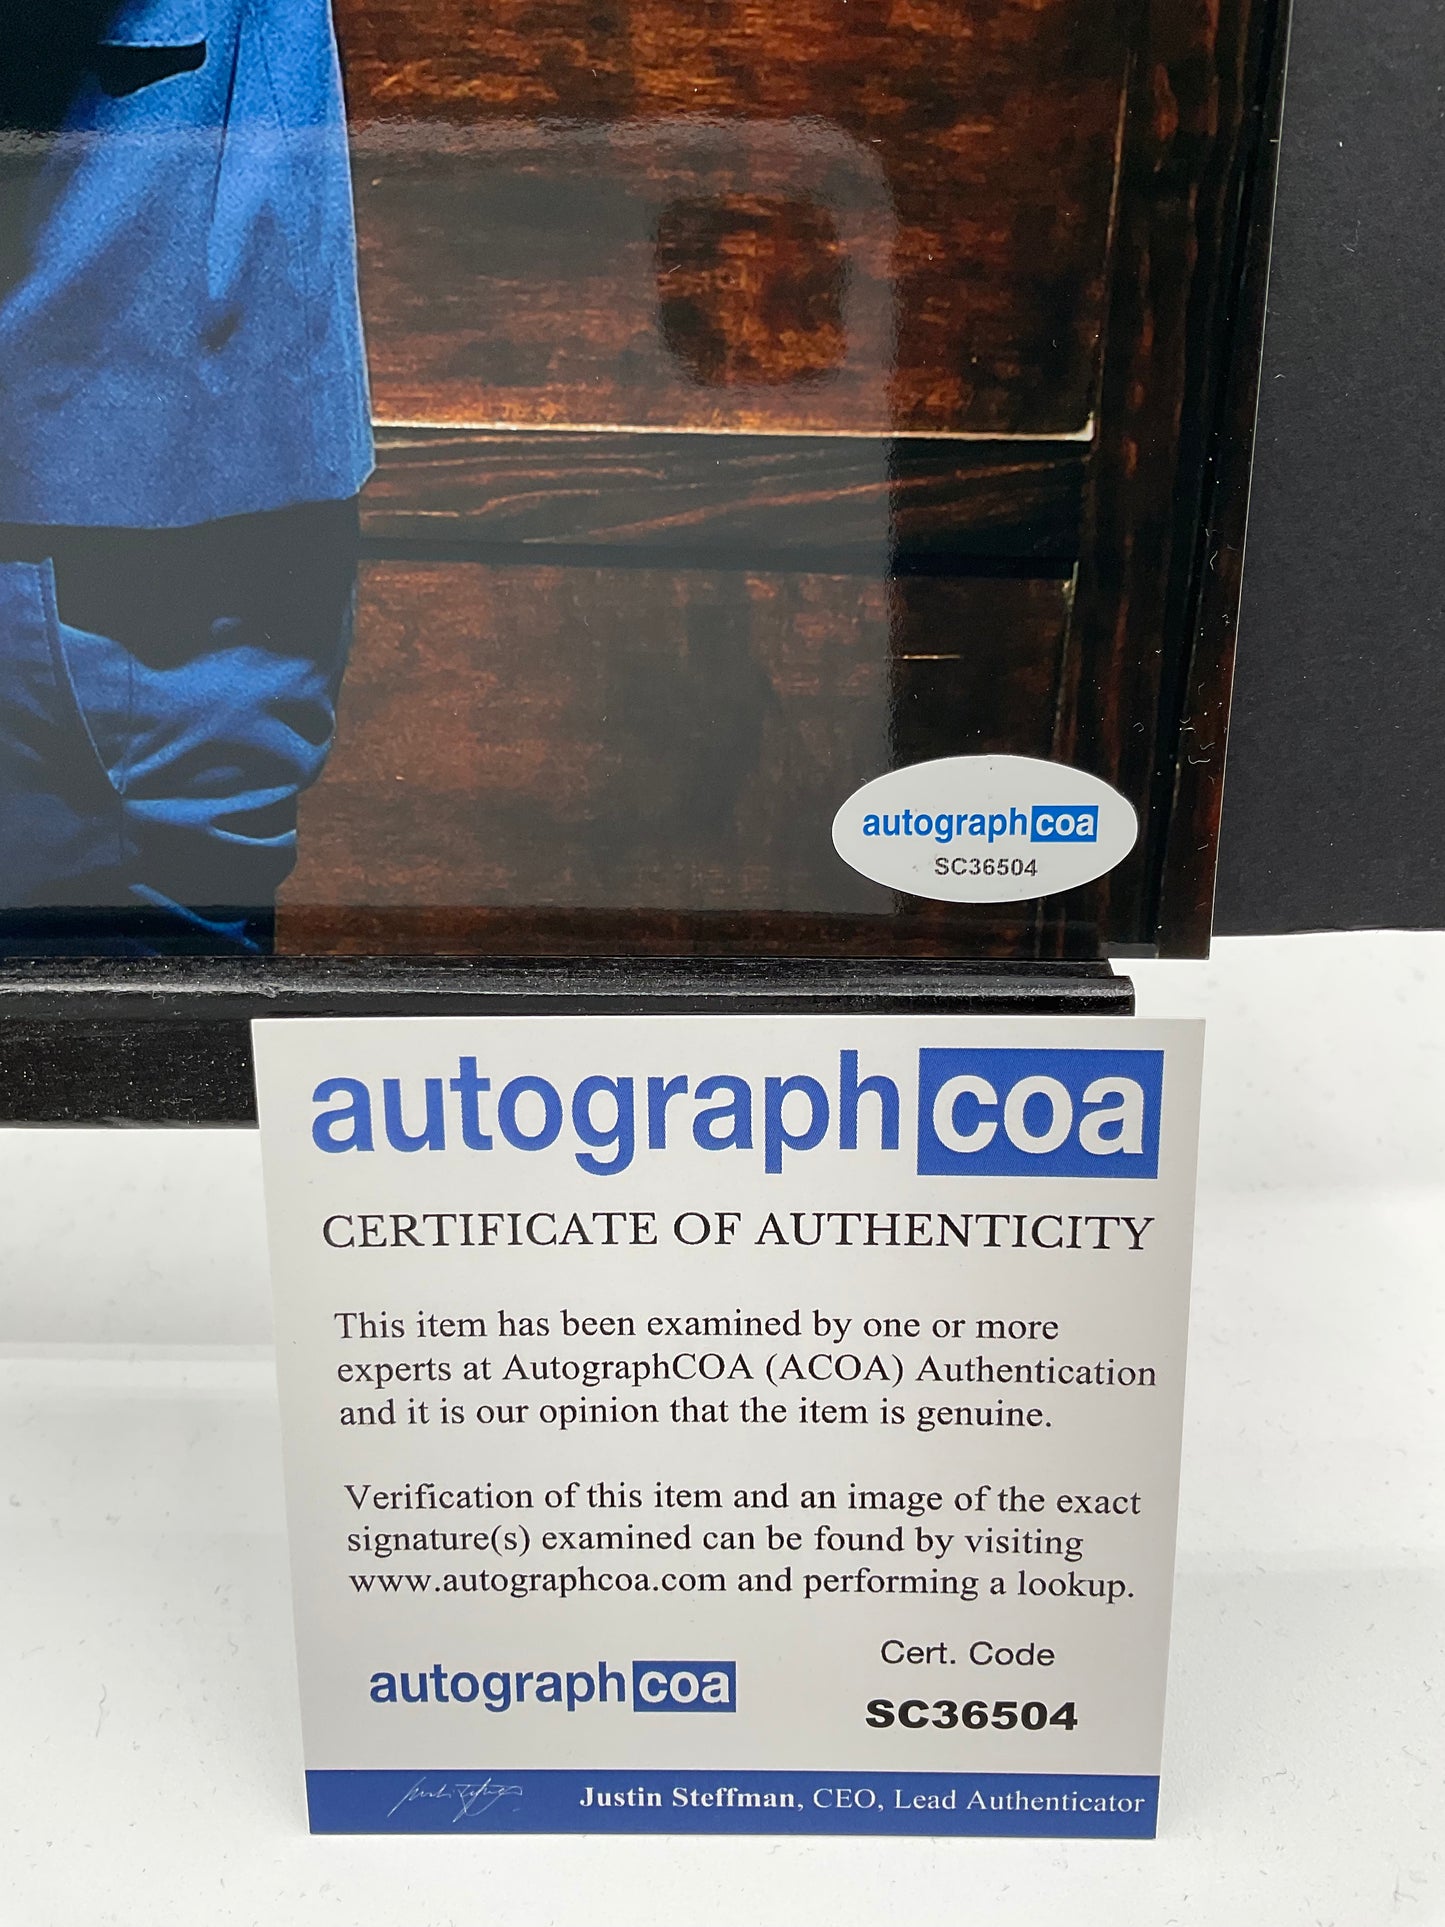 autographcoa
SC36504
autographcoa
CERTIFICATE OF AUTHENTICITY
This item has been examined by one or more
experts at AutographCOA (ACOA) Authentication
and it is our opinion that the item is genuine.
Verification of this item and an image of the exact
signature(s) examined can be found by visiting
www.autographcoa.com and performing a lookup.
autographcoa
Cert. Code
SC36504
Justin Steffman, CEO, Lead Authenticator